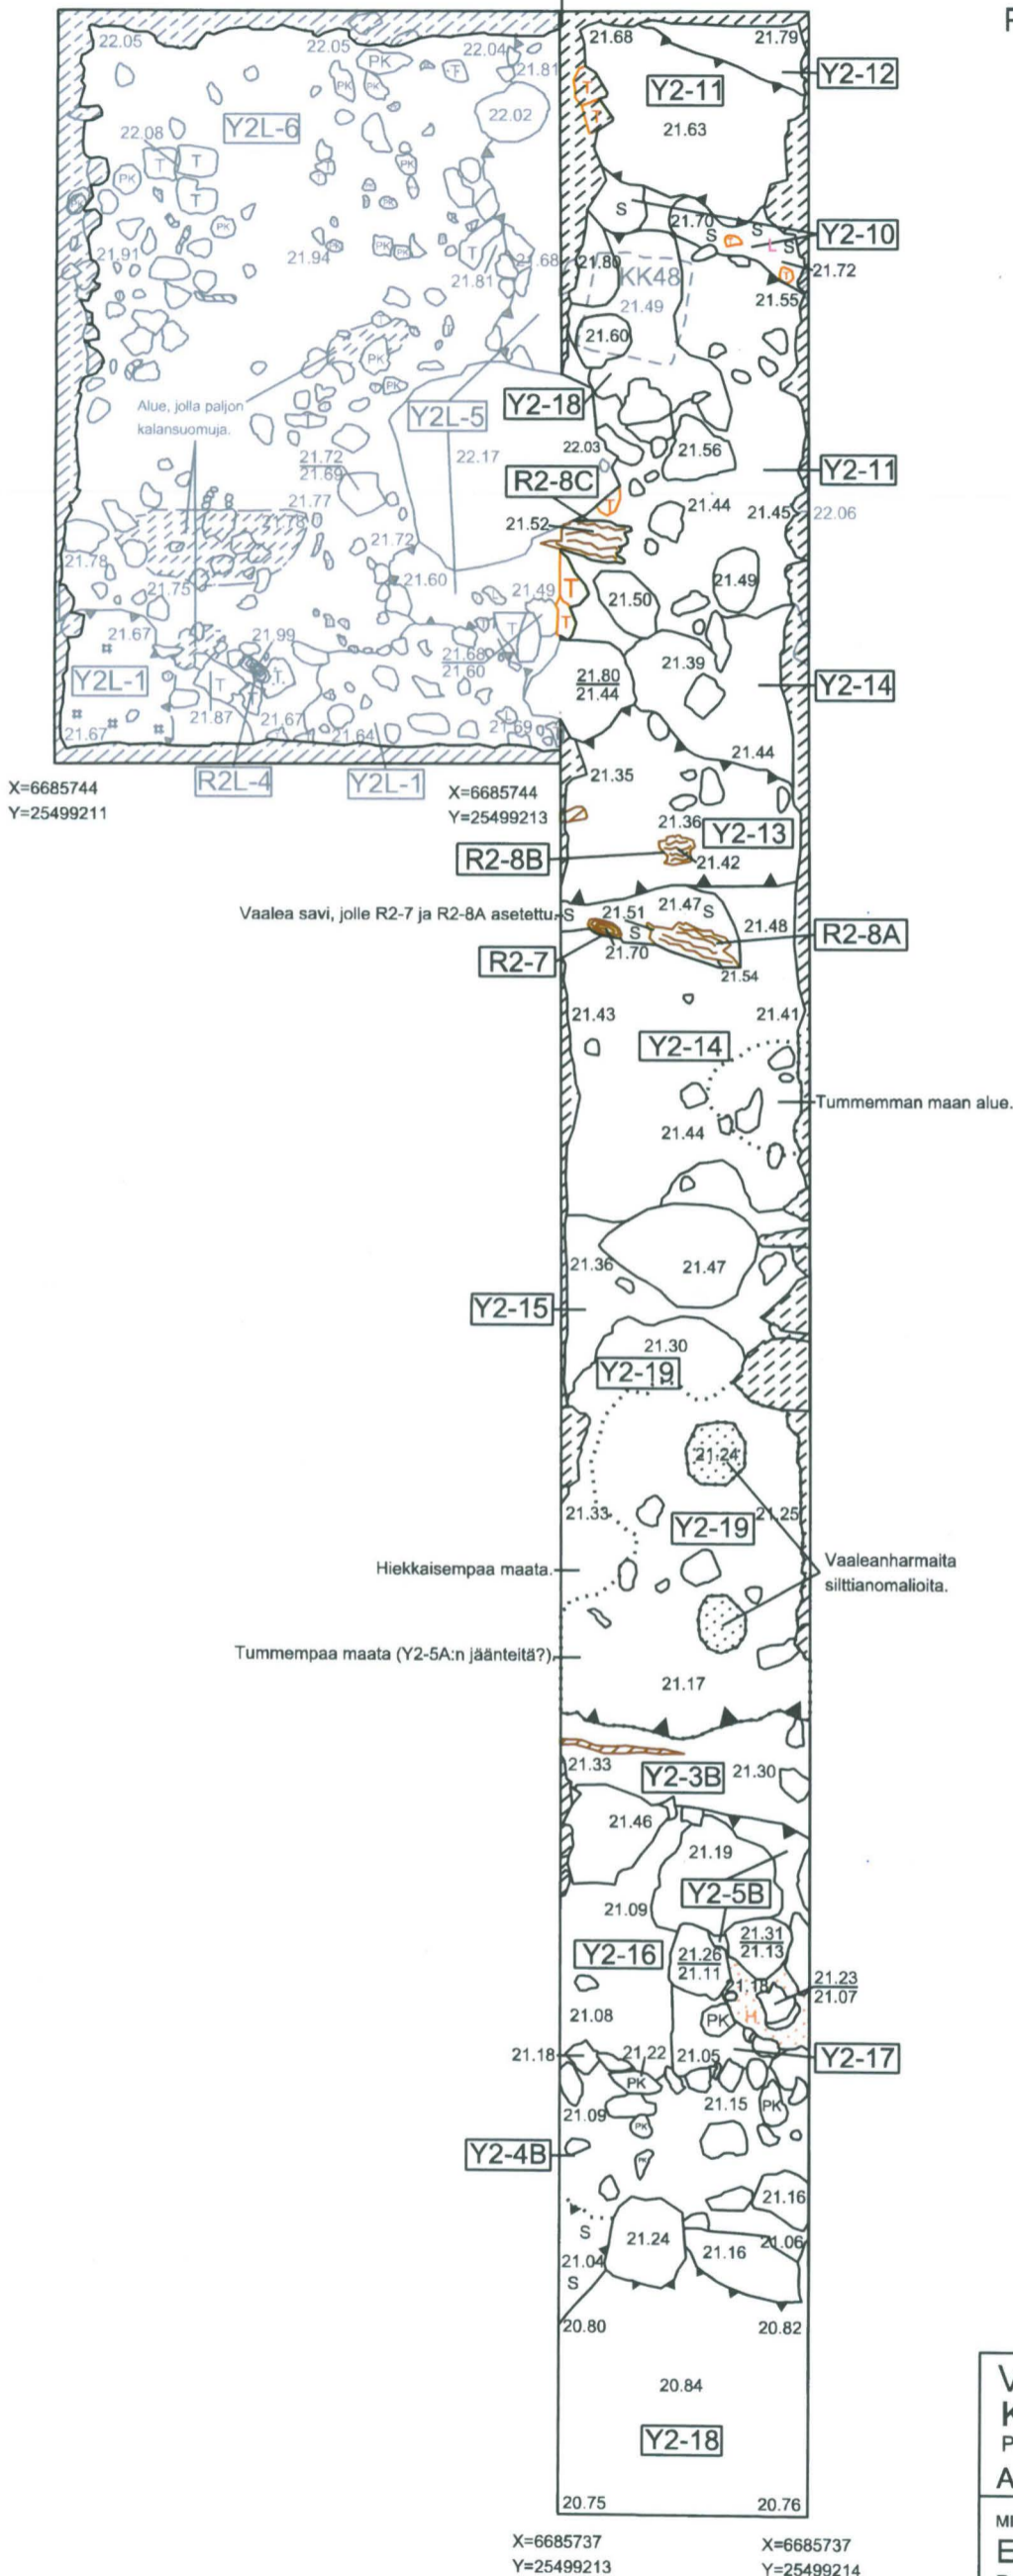 22.05
22.05
22.04
21.81
PK
PK
PK
T
22.02
Y2L-6
22.08
T
T
T
PK
PK
PK
PK
PK
21.91
21.94
PK
PK
PK
T
21.81
21.68
PK
PK
Alue, jolla paljon
kalansuomuja.
Y2L-5
22.17
22.03
21.72
21.69
21.77
21.78
21.72
21.78
21.75
21.60
21.49
T
21.67
21.99
21.68
21.60
Y2L-1
T
T
T
21.87
21.67
21.67
21.64
21.69
R2L-4
Y2L-1
X=6685744
Y=25499211
X=6685744
Y=25499213
21.68
21.79
Y2-12
Y2-11
T
T
21.63
S
21.70
S
S
L
S
Y2-10
21.72
21.80
KK48
21.49
T
21.55
21.60
Y2-18
21.56
Y2-11
R2-8C
T
21.44
21.45
22.06
21.52
T
T
21.50
21.49
21.39
21.80
21.44
Y2-14
21.44
21.35
21.36
Y2-13
R2-8B
21.42
Vaalea savi, jolle R2-7 ja R2-8A asetettu.
S
21.51
21.47
S
S
21.48
R2-8A
R2-7
21.70
21.54
21.43
21.41
Y2-14
Tummemman maan alue.
21.44
21.36
21.47
Y2-15
21.30
Y2-19
21.24
21.33
21.25
Y2-19
Hiekkaisempaa maata.
Vaaleanharmaita
silttianomalioita.
Tummempaa maata (Y2-5A:n jäänteitä?).
21.17
21.33
Y2-3B
21.30
21.46
21.19
Y2-5B
21.09
21.31
21.13
Y2-16
21.26
21.11
21.18
21.23
21.07
21.08
PK
H
21.18
21.22
21.05
Y2-17
PK
21.15
PK
21.09
PK
Y2-4B
PK
21.16
S
21.24
21.06
21.04
21.16
S
20.80
20.82
20.84
Y2-18
20.75
20.76
X=6685737
Y=25499213
X=6685737
Y=25499214